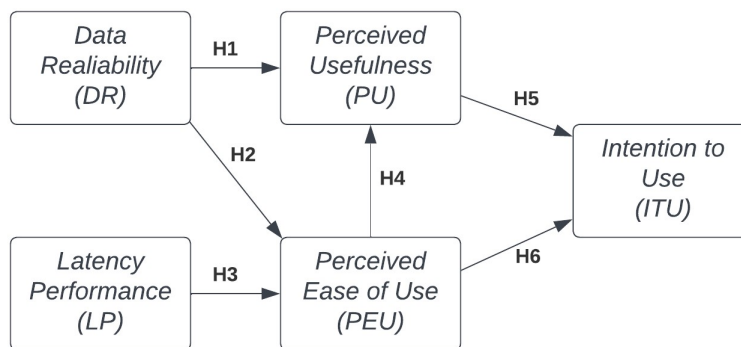 Data
Realiability
(DR)
H1
Perceived
Usefulness
(PU)
H5
H2
H4
Intention to
Use
(ITU)
Latency
Performance
(LP)
H3
Perceived
Ease of Use
(PEU)
H6